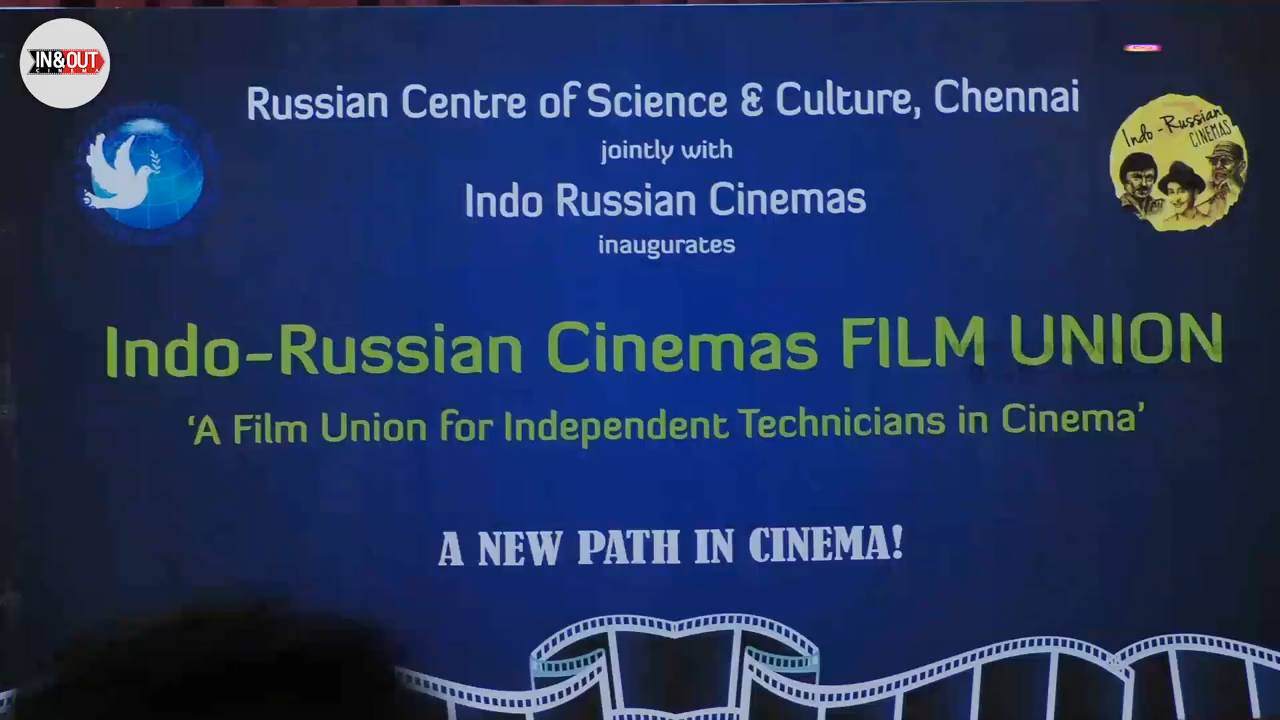 IN&OUT
CINEMA
Russian Centre of Science & Culture, Chennai
jointly with
Indo Russian Cinemas
inaugurates
Indo-Russian
CINEMAS
Indo-Russian Cinemas FILM UNION
‘A Film Union for Independent Technicians in Cinema’
A NEW PATH IN CINEMA!